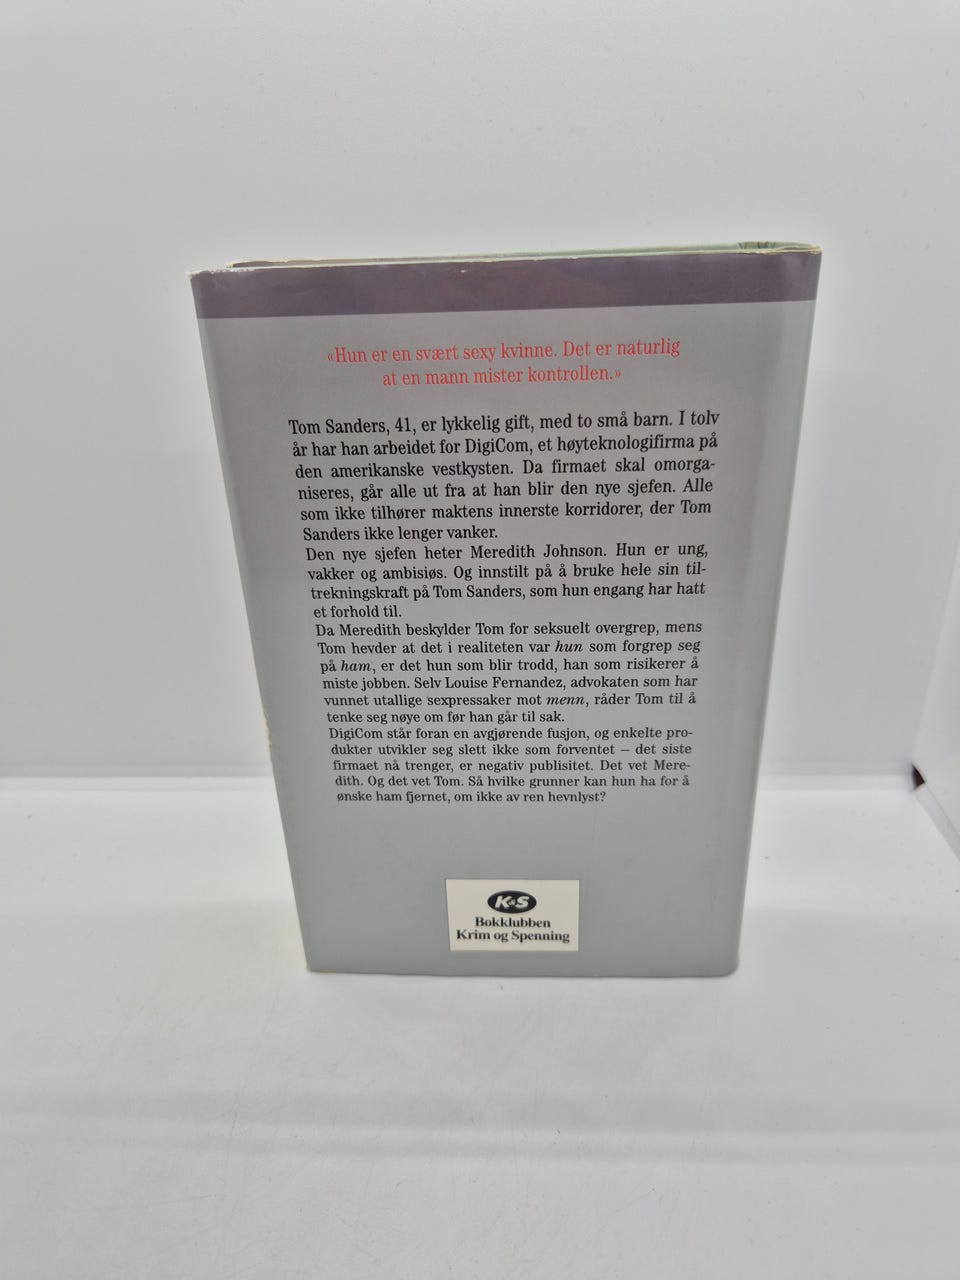 «Hun er en svært sexy kvinne. Det er naturlig
at en mann mister kontrollen.»
Tom Sanders, 41, er lykkelig gift, med to små barn. I tolv
år har han arbeidet for DigiCom, et høyteknologifirma på
den amerikanske vestkysten. Da firmaet skal omorga-
niseres, går alle ut fra at han blir den nye sjefen. Alle
som ikke tilhører maktens innerste korridorer, der Tom
Sanders ikke lenger vanker.
Den nye sjefen heter Meredith Johnson. Hun er ung,
vakker og ambisiøs. Og innstilt på å bruke hele sin til-
trekningskraft på Tom Sanders, som hun engang har hatt
et forhold til.
Da Meredith beskylder Tom for seksuelt overgrep, mens
Tom hevder at det i realiteten var hun som forgrep seg
på ham, er det hun som blir trodd, han som risikerer å
miste jobben. Selv Louise Fernandez, advokaten som har
vunnet utallige sexpressaker mot menn, råder Tom til å
tenke seg nøye om før han går til sak.
DigiCom står foran en avgjørende fusjon, og enkelte pro-
dukter utvikler seg slett ikke som forventet – det siste
firmaet nå trenger, er negativ publisitet. Det vet Mere-
dith. Og det vet Tom. Så hvilke grunner kan hun ha for å
ønske ham fjernet, om ikke av ren hevnlyst?
K&S
Bokklubben
Krim og Spenning